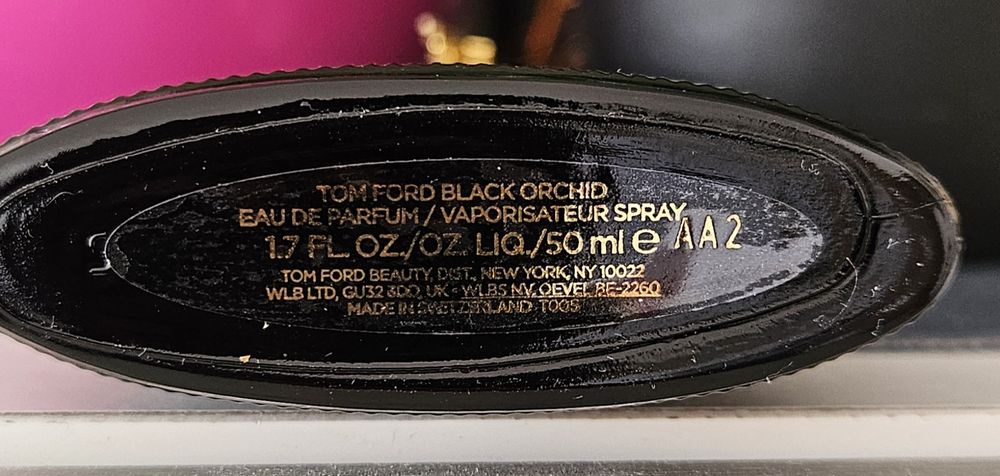 TOM FORD BLACK ORCHID
EAU DE PARFUM / VAPORISATEUR SPRAY
1.7 FL. OZ./OZ. LIQ./50 ml e AA2
TOM FORD BEAUTY, DIST. NEW YORK, NY 10022
WLB LTD, GU32 3DO UK - WLBS NV, OEVEL BE-2260
MADE IN SWITZERLAND T005